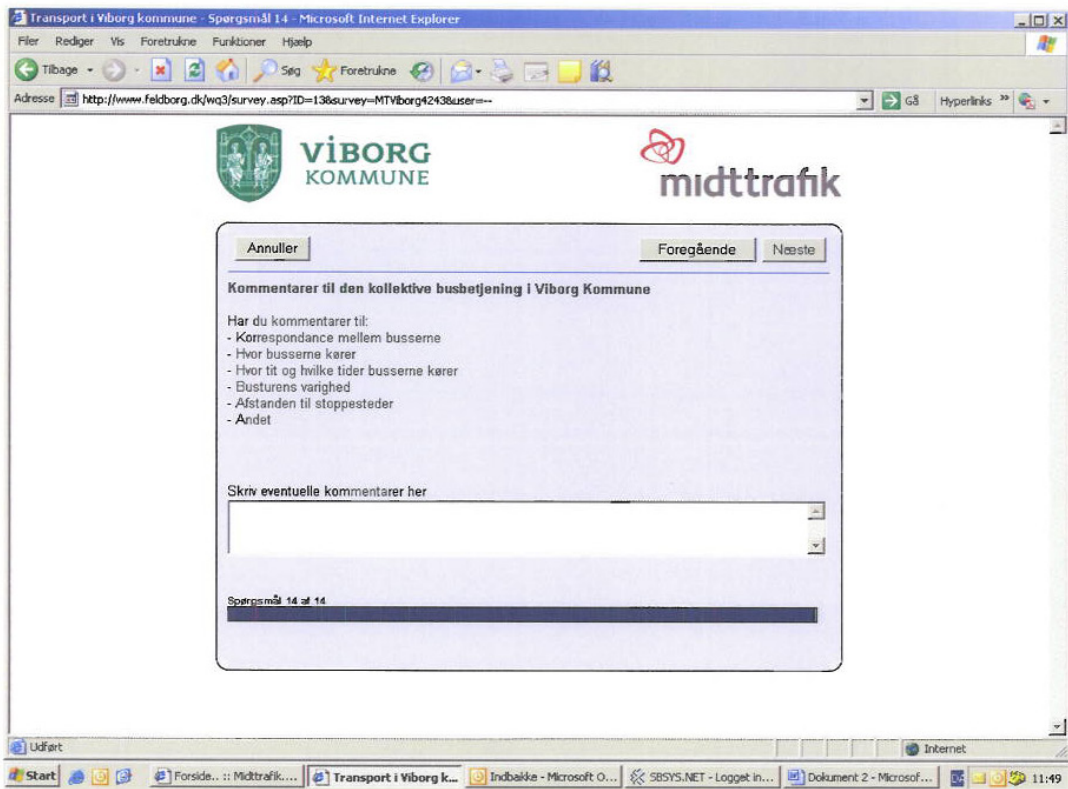 Transport i Viborg kommune - Spørgsmål 14 - Microsoft Internet Explorer
Filer Rediger Vis Foretrukne Funktioner Hjælp
Tilbage Søg Foretrukne
Adresse http://www.feldborg.dk/wq3/survey.asp?ID=13&survey=MTViborg4243&user=-- Gå Hyperlinks »
VIBORG
KOMMUNE
midttrafik
Annuller Foregående Næste
Kommentarer til den kollektive busbetjening i Viborg Kommune
Har du kommentarer til:
- Korrespondance mellem busserne
- Hvor busserne kører
- Hvor tit og hvilke tider busserne kører
- Busturens varighed
- Afstanden til stoppesteder
- Andet
Skriv eventuelle kommentarer her
Spørgsmål 14 af 14
Udført Internet
Start Forside.. :: Midttrafik.... Transport i Viborg k... Indbakke - Microsoft O... SBSYS.NET - Logget in... Dokument 2 - Microsof... 11:49